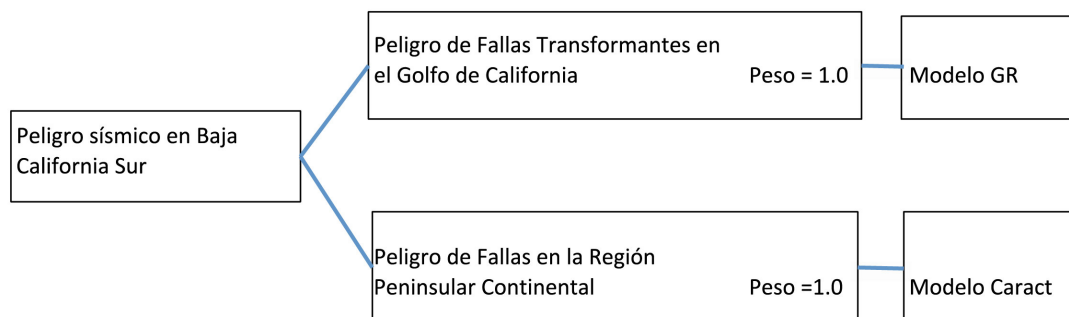 Peligro sísmico en Baja
California Sur
Peligro de Fallas Transformantes en
el Golfo de California Peso = 1.0
Modelo GR
Peligro de Fallas en la Región
Peninsular Continental Peso =1.0
Modelo Caract